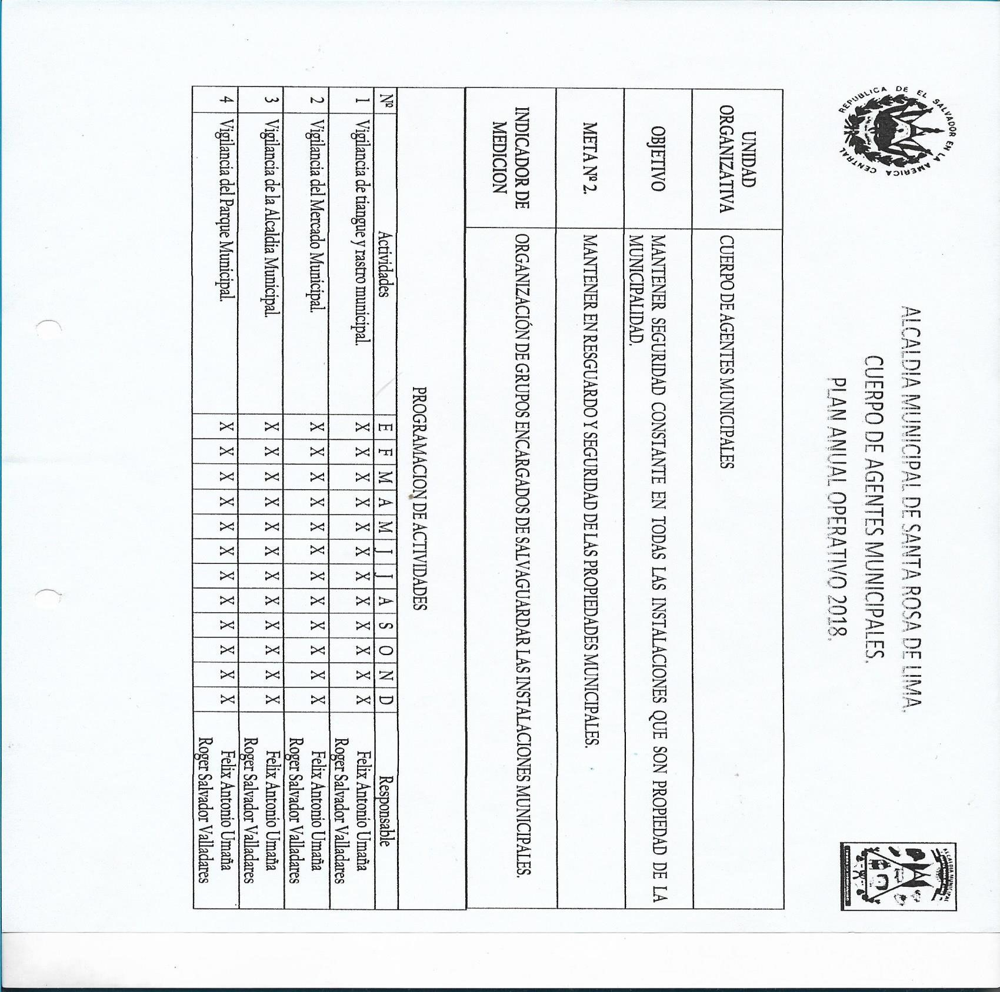 REPUBLICA DE EL SALVADOR EN LA AMERICA CENTRAL
ALCALDIA MUNICIPAL DE SANTA ROSA DE LIMA.
CUERPO DE AGENTES MUNICIPALES.
PLAN ANUAL OPERATIVO 2018.
ALCALDIA MUNICIPAL
UNIDAD
ORGANIZATIVA
CUERPO DE AGENTES MUNICIPALES
OBJETIVO
MANTENER SEGURIDAD CONSTANTE EN TODAS LAS INSTALACIONES QUE SON PROPIEDAD DE LA
MUNICIPALIDAD.
META Nº 2.
MANTENER EN RESGUARDO Y SEGURIDAD DE LAS PROPIEDADES MUNICIPALES.
INDICADOR DE
MEDICION
ORGANIZACIÓN DE GRUPOS ENCARGADOS DE SALVAGUARDAR LAS INSTALACIONES MUNICIPALES.
PROGRAMACION DE ACTIVIDADES
Nº Actividades E F M A M J J A S O N D Responsable
1 Vigilancia de tiangue y rastro municipal. X X X X X X X X X X X X Felix Antonio Umaña
Roger Salvador Valladares
2 Vigilancia del Mercado Municipal. X X X X X X X X X X X X Felix Antonio Umaña
Roger Salvador Valladares
3 Vigilancia de la Alcaldia Municipal. X X X X X X X X X X X X Felix Antonio Umaña
Roger Salvador Valladares
4 Vigilancia del Parque Municipal. X X X X X X X X X X X X Felix Antonio Umaña
Roger Salvador Valladares